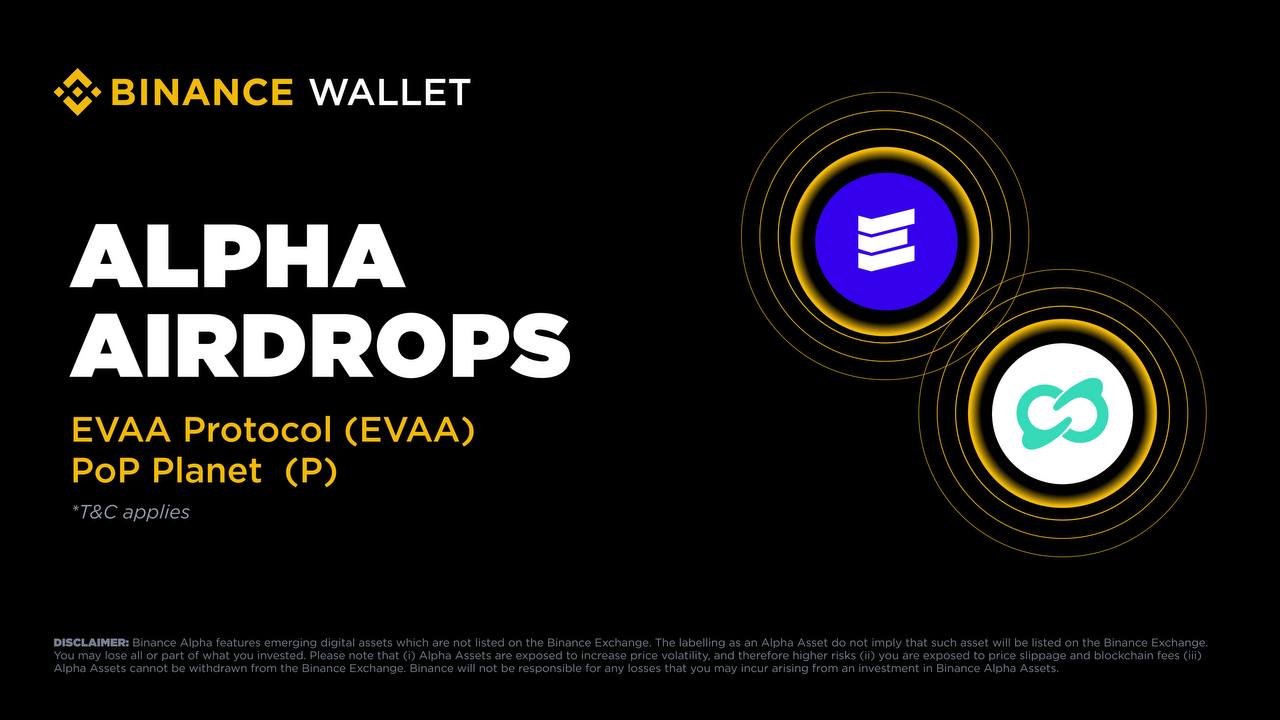 BINANCE WALLET
ALPHA
AIRDROPS
EVAA Protocol (EVAA)
PoP Planet  (P)
*T&C applies
DISCLAIMER: Binance Alpha features emerging digital assets which are not listed on the Binance Exchange. The labelling as an Alpha Asset do not imply that such asset will be listed on the Binance Exchange.
You may lose all or part of what you invested. Please note that (i) Alpha Assets are exposed to increase price volatility, and therefore higher risks (ii) you are exposed to price slippage and blockchain fees (iii)
Alpha Assets cannot be withdrawn from the Binance Exchange. Binance will not be responsible for any losses that you may incur arising from an investment in Binance Alpha Assets.